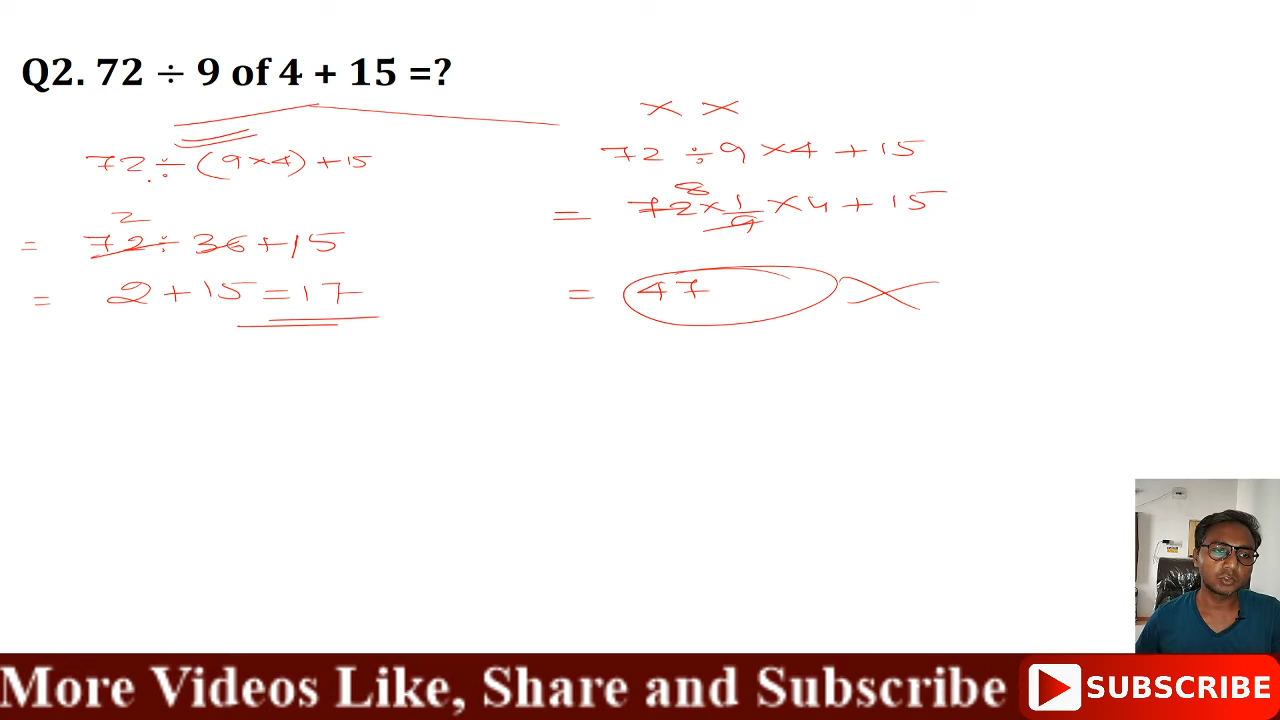 Q2. 72 ÷ 9 of 4 + 15 =?
72 ÷ (9×4) + 15
2
= 72 ÷ 36 + 15
= 2 + 15 = 17
× ×
72 ÷ 9 × 4 + 15
8
= 72 × 1/9 × 4 + 15
= 47 ×
More Videos Like, Share and Subscribe
SUBSCRIBE